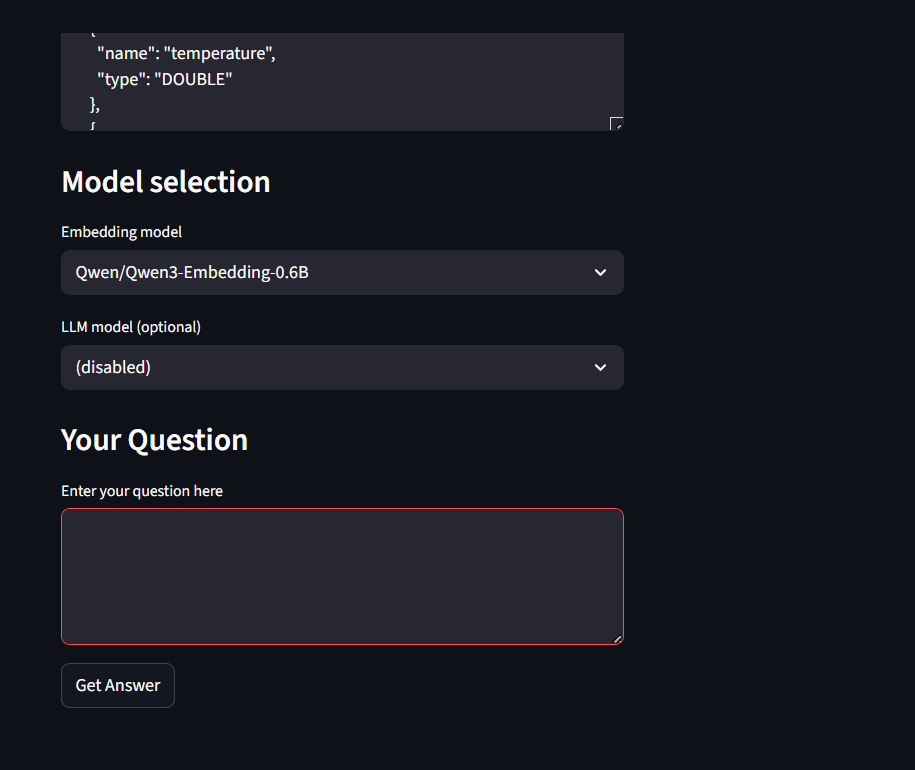 {
"name": "temperature",
"type": "DOUBLE"
},
{
Model selection
Embedding model
Qwen/Qwen3-Embedding-0.6B
LLM model (optional)
(disabled)
Your Question
Enter your question here
Get Answer